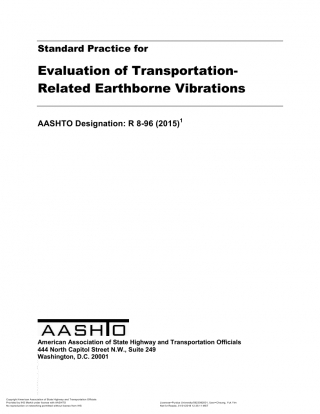 Standard Practice for
Evaluation of Transportation-
Related Earthborne Vibrations
AASHTO Designation: R 8-96 (2015)¹
AASHTO
American Association of State Highway and Transportation Officials
444 North Capitol Street N.W., Suite 249
Washington, D.C. 20001